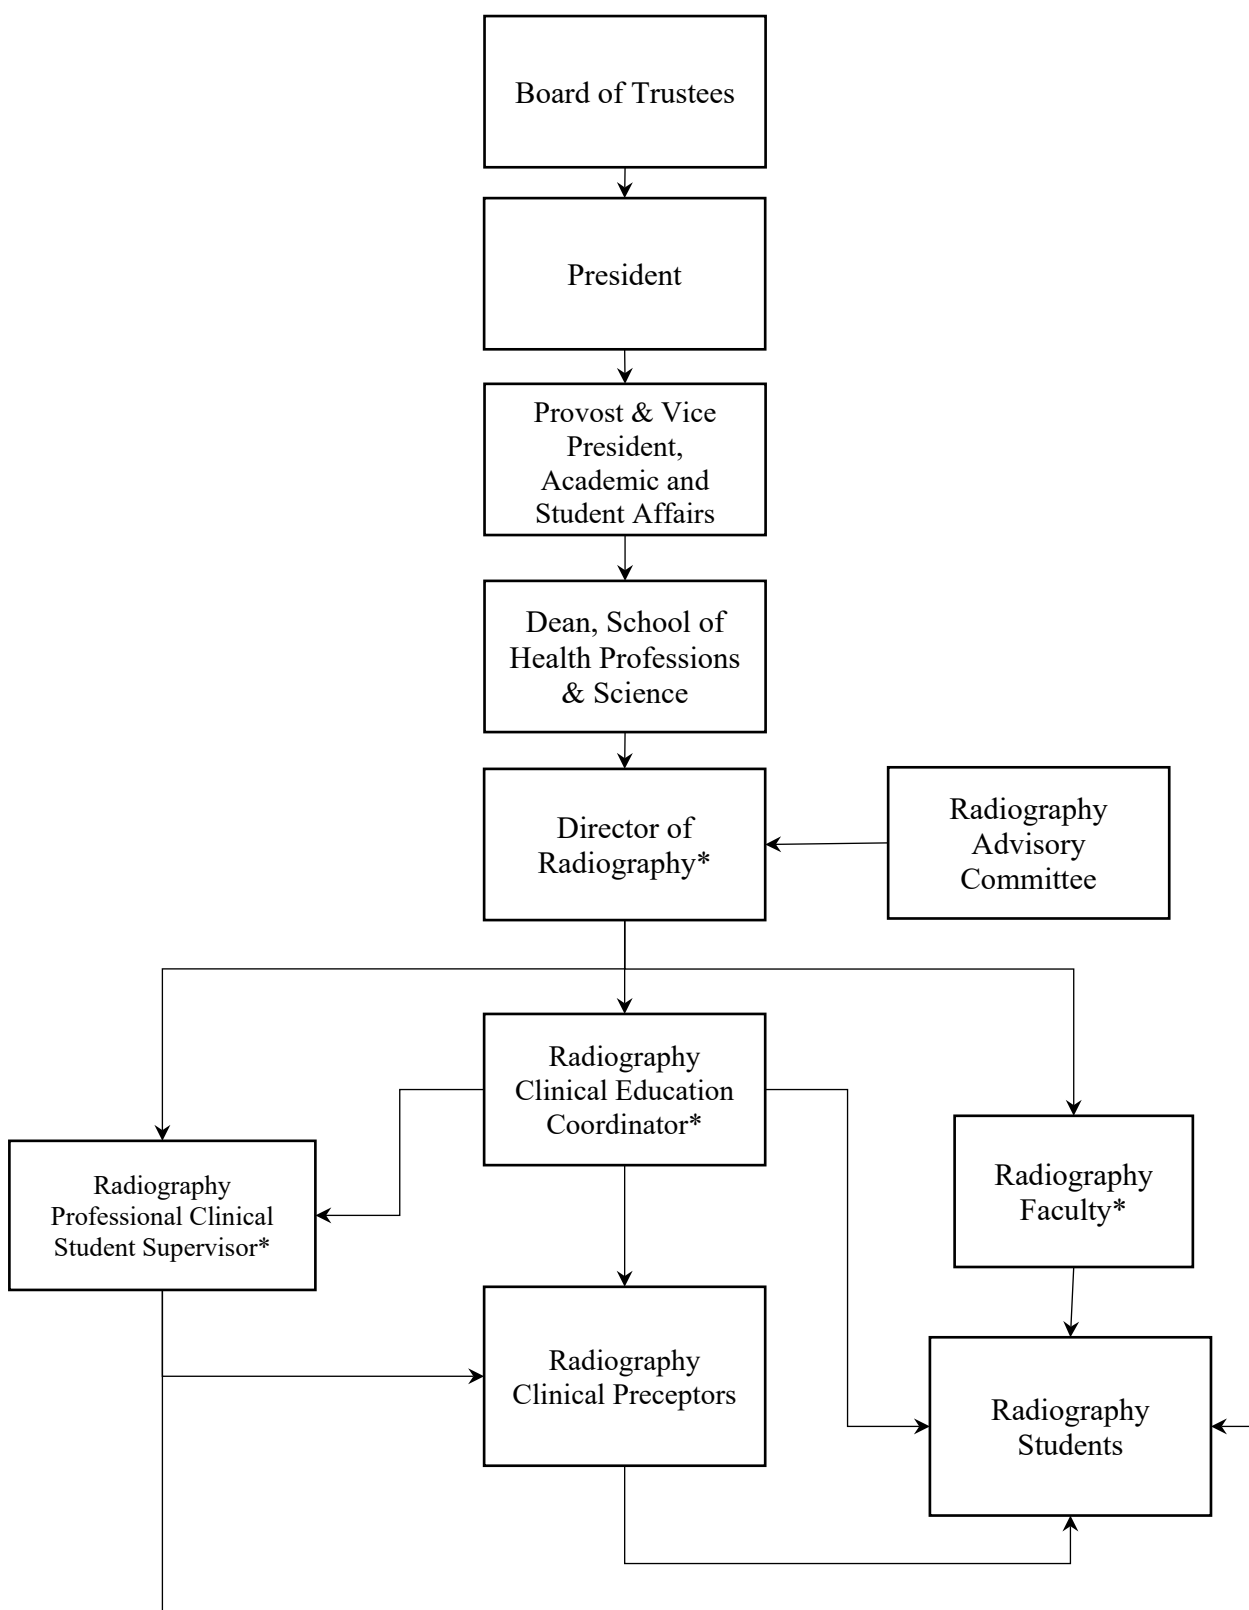 Board of Trustees
President
Provost & Vice
President,
Academic and
Student Affairs
Dean, School of
Health Professions
& Science
Director of
Radiography*
Radiography
Advisory
Committee
Radiography
Clinical Education
Coordinator*
Radiography
Professional Clinical
Student Supervisor*
Radiography
Faculty*
Radiography
Clinical Preceptors
Radiography
Students